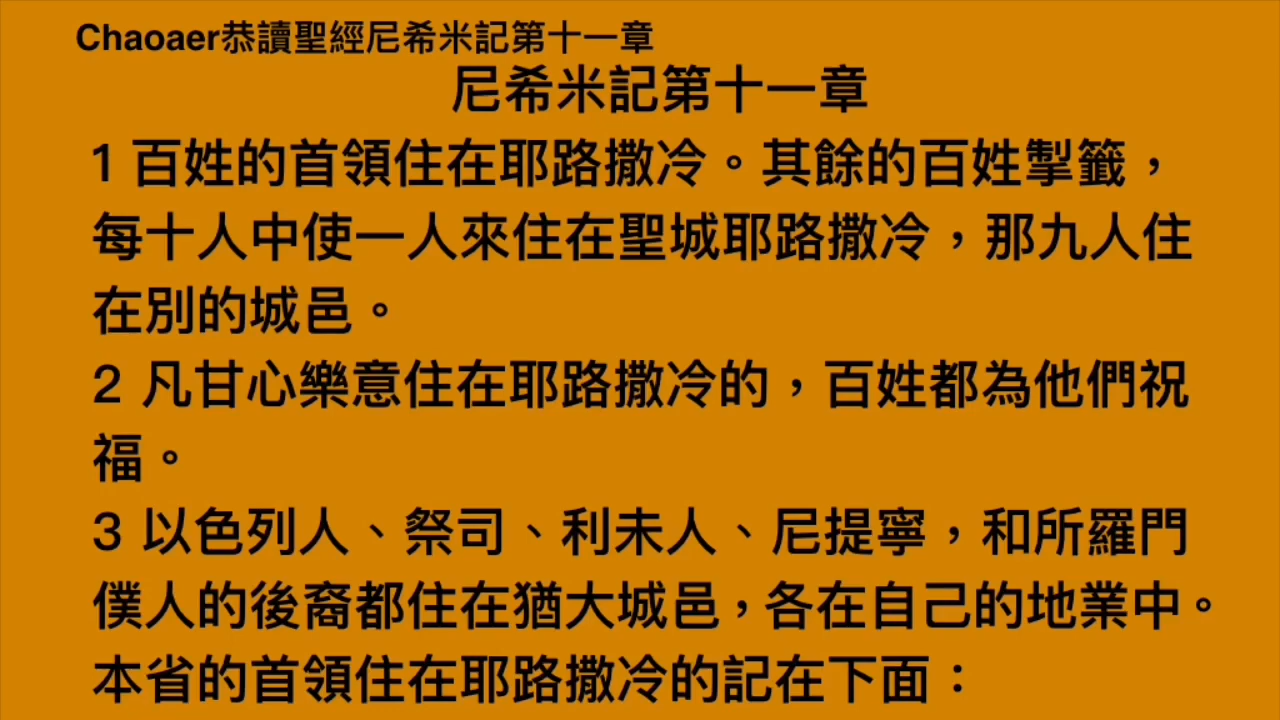 Chaoaer恭讀聖經尼希米記第十一章
尼希米記第十一章
1 百姓的首領住在耶路撒冷。其餘的百姓掣籤，
每十人中使一人來住在聖城耶路撒冷，那九人住
在別的城邑。
2 凡甘心樂意住在耶路撒冷的，百姓都為他們祝
福。
3 以色列人、祭司、利未人、尼提寧，和所羅門
僕人的後裔都住在猶大城邑，各在自己的地業中。
本省的首領住在耶路撒冷的記在下面：